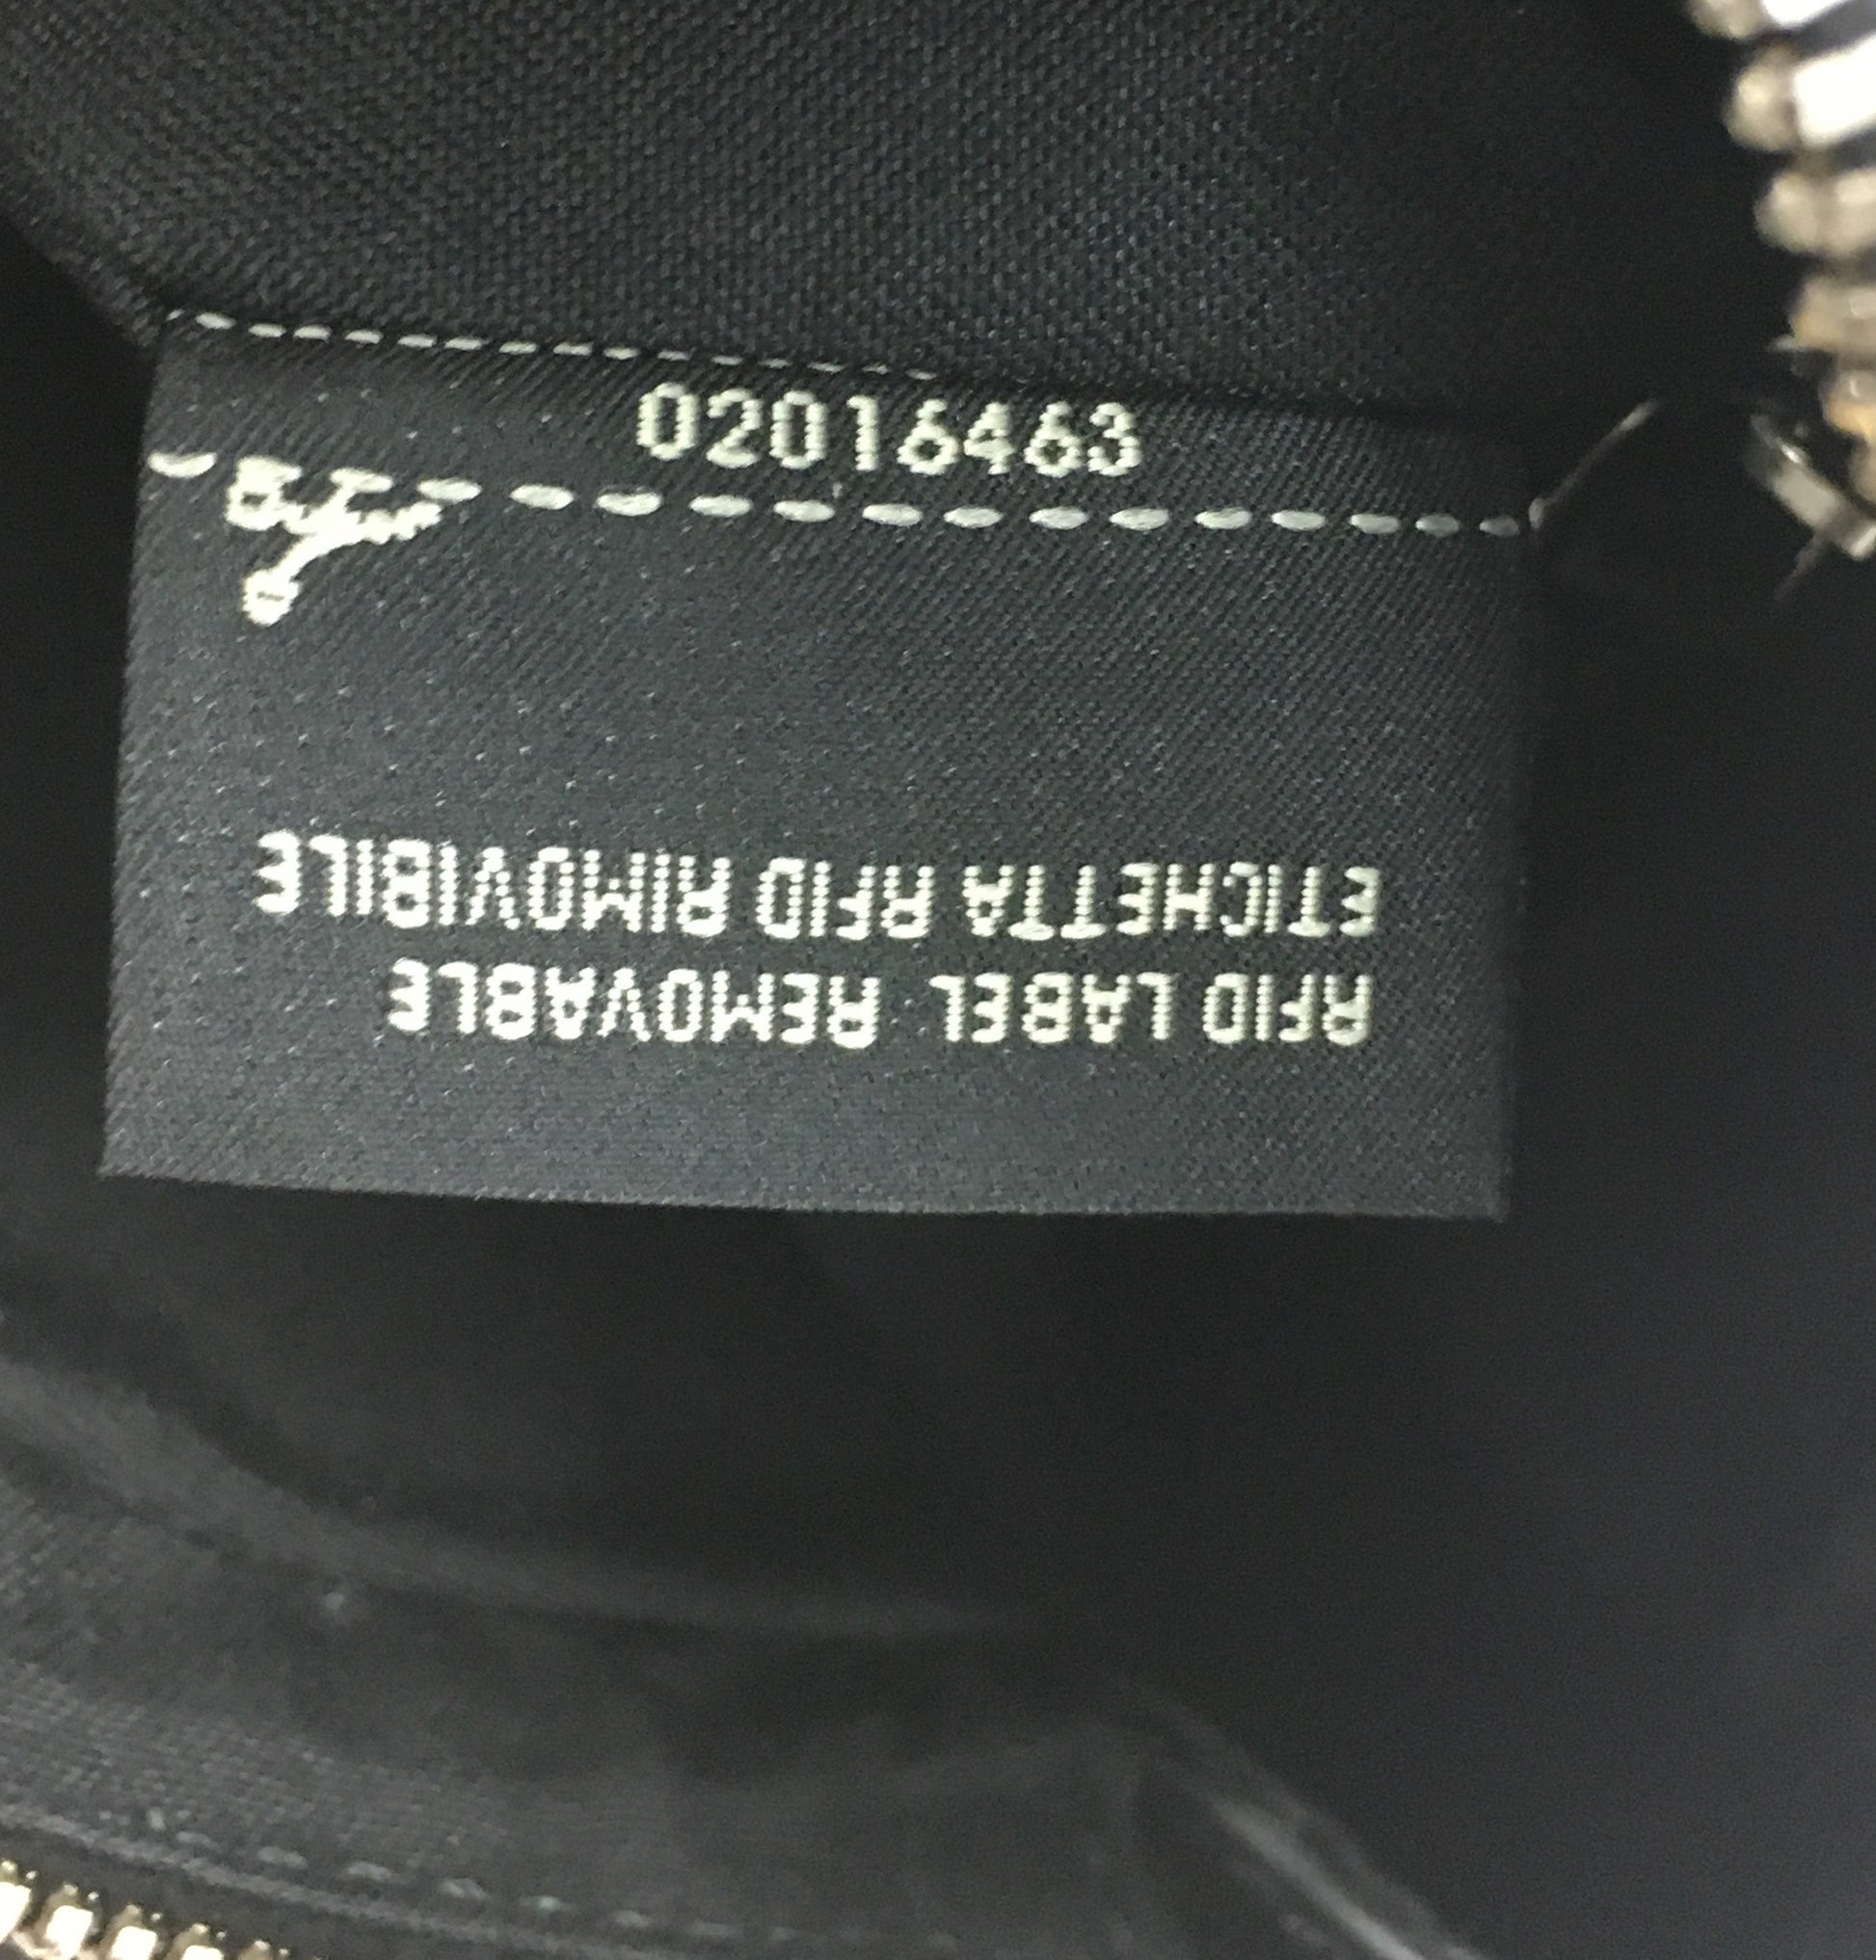 02016463
RFID LABEL REMOVABLE
ETICHETTA RFID RIMOVIBILE